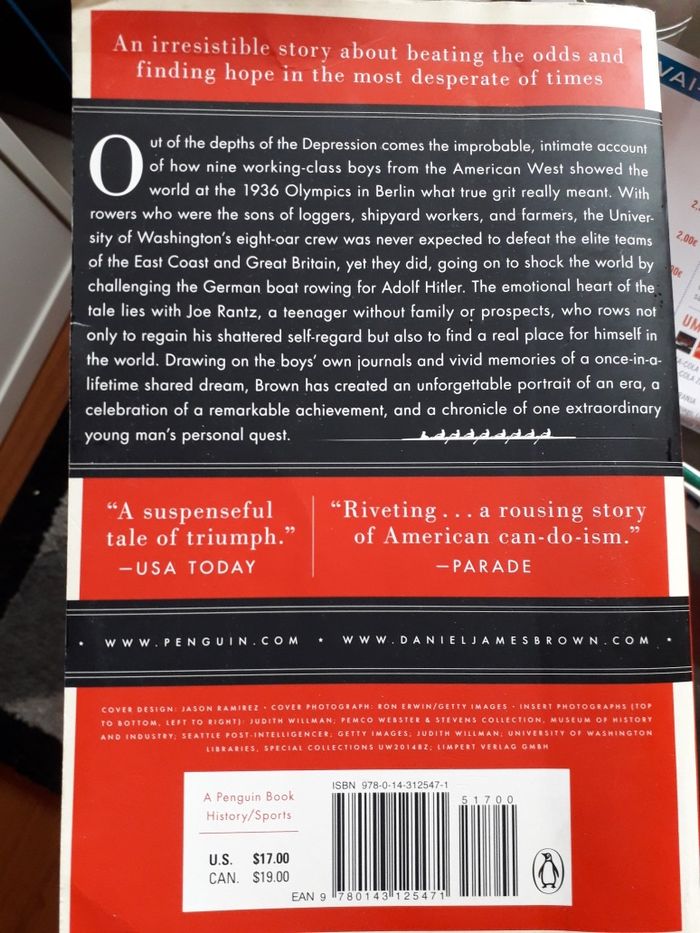 An irresistible story about beating the odds and
finding hope in the most desperate of times
Out of the depths of the Depression comes the improbable, intimate account
of how nine working-class boys from the American West showed the
world at the 1936 Olympics in Berlin what true grit really meant. With
rowers who were the sons of loggers, shipyard workers, and farmers, the Univer-
sity of Washington's eight-oar crew was never expected to defeat the elite teams
of the East Coast and Great Britain, yet they did, going on to shock the world by
challenging the German boat rowing for Adolf Hitler. The emotional heart of the
tale lies with Joe Rantz, a teenager without family or prospects, who rows not
only to regain his shattered self-regard but also to find a real place for himself in
the world. Drawing on the boys' own journals and vivid memories of a once-in-a-
lifetime shared dream, Brown has created an unforgettable portrait of an era, a
celebration of a remarkable achievement, and a chronicle of one extraordinary
young man's personal quest.
"A suspenseful
tale of triumph."
—USA TODAY
"Riveting . . . a rousing story
of American can-do-ism."
—PARADE
• WWW.PENGUIN.COM • WWW.DANIELJAMESBROWN.COM •
COVER DESIGN: JASON RAMIREZ • COVER PHOTOGRAPH: RON ERWIN/GETTY IMAGES • INSERT PHOTOGRAPHS (TOP
TO BOTTOM, LEFT TO RIGHT): JUDITH WILLMAN; PEMCO WEBSTER & STEVENS COLLECTION, MUSEUM OF HISTORY
AND INDUSTRY; SEATTLE POST-INTELLIGENCER; GETTY IMAGES; JUDITH WILLMAN; UNIVERSITY OF WASHINGTON
LIBRARIES, SPECIAL COLLECTIONS UW20148Z; LIMPERT VERLAG GMBH
A Penguin Book
History/Sports
U.S. $17.00
CAN. $19.00
ISBN 978-0-14-312547-1
51700
EAN 9 780143 125471
2.00€
UM